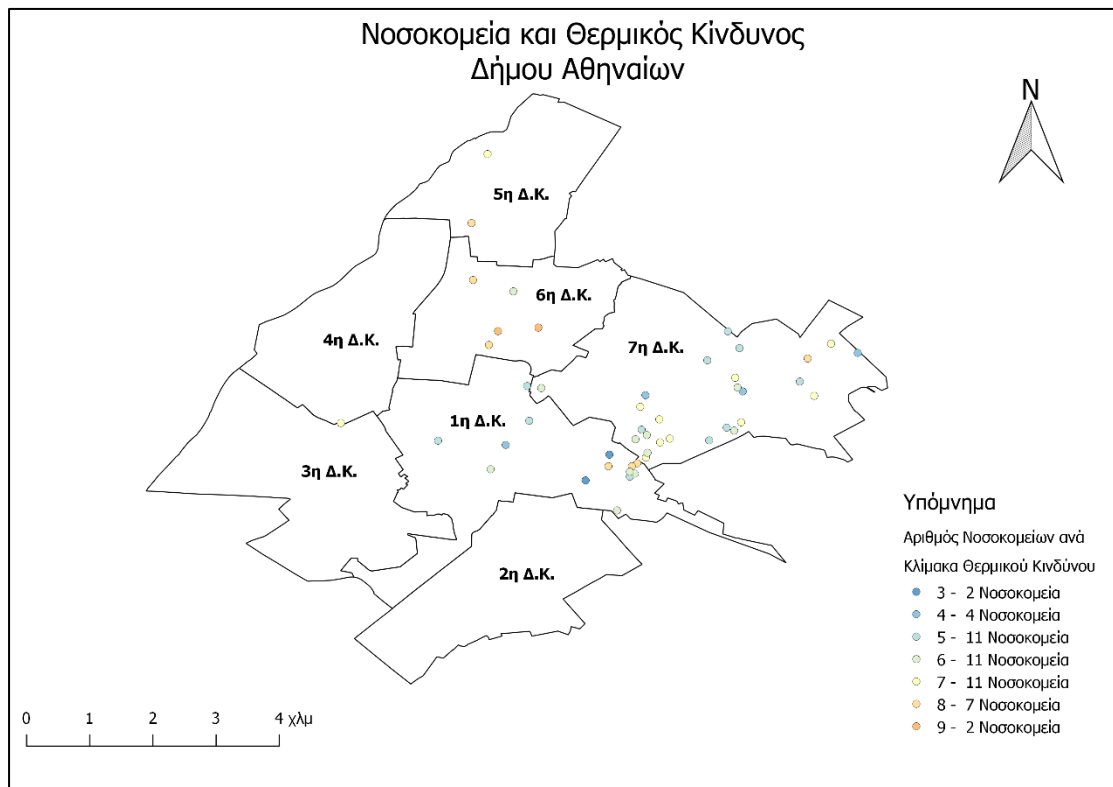 Νοσοκομεία και Θερμικός Κίνδυνος
Δήμου Αθηναίων
N
5η Δ.Κ.
6η Δ.Κ.
4η Δ.Κ.
7η Δ.Κ.
1η Δ.Κ.
3η Δ.Κ.
2η Δ.Κ.
Υπόμνημα
Αριθμός Νοσοκομείων ανά
Κλίμακα Θερμικού Κινδύνου
3 - 2 Νοσοκομεία
4 - 4 Νοσοκομεία
5 - 11 Νοσοκομεία
6 - 11 Νοσοκομεία
7 - 11 Νοσοκομεία
8 - 7 Νοσοκομεία
9 - 2 Νοσοκομεία
0 1 2 3 4 χλμ